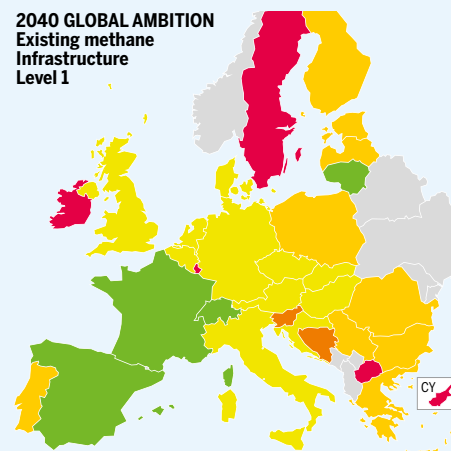 2040 GLOBAL AMBITION
Existing methane
Infrastructure
Level 1
CY